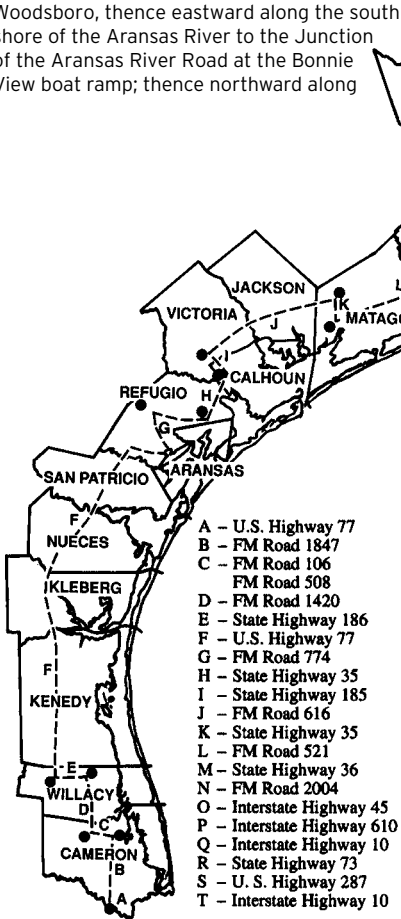 Woodsboro, thence eastward along the south
shore of the Aransas River to the Junction
of the Aransas River Road at the Bonnie
View boat ramp; thence northward along
JACKSON
VICTORIA
K
J
MATAG
I
CALHOUN
H
REFUGIO
G
ARANSAS
SAN PATRICIO
F
NUECES
KLEBERG
F
KENEDY
E
WILLACY
D
C
CAMERON
B
A
A – U.S. Highway 77
B – FM Road 1847
C – FM Road 106
FM Road 508
D – FM Road 1420
E – State Highway 186
F – U.S. Highway 77
G – FM Road 774
H – State Highway 35
I – State Highway 185
J – FM Road 616
K – State Highway 35
L – FM Road 521
M – State Highway 36
N – FM Road 2004
O – Interstate Highway 45
P – Interstate Highway 610
Q – Interstate Highway 10
R – State Highway 73
S – U. S. Highway 287
T – Interstate Highway 10